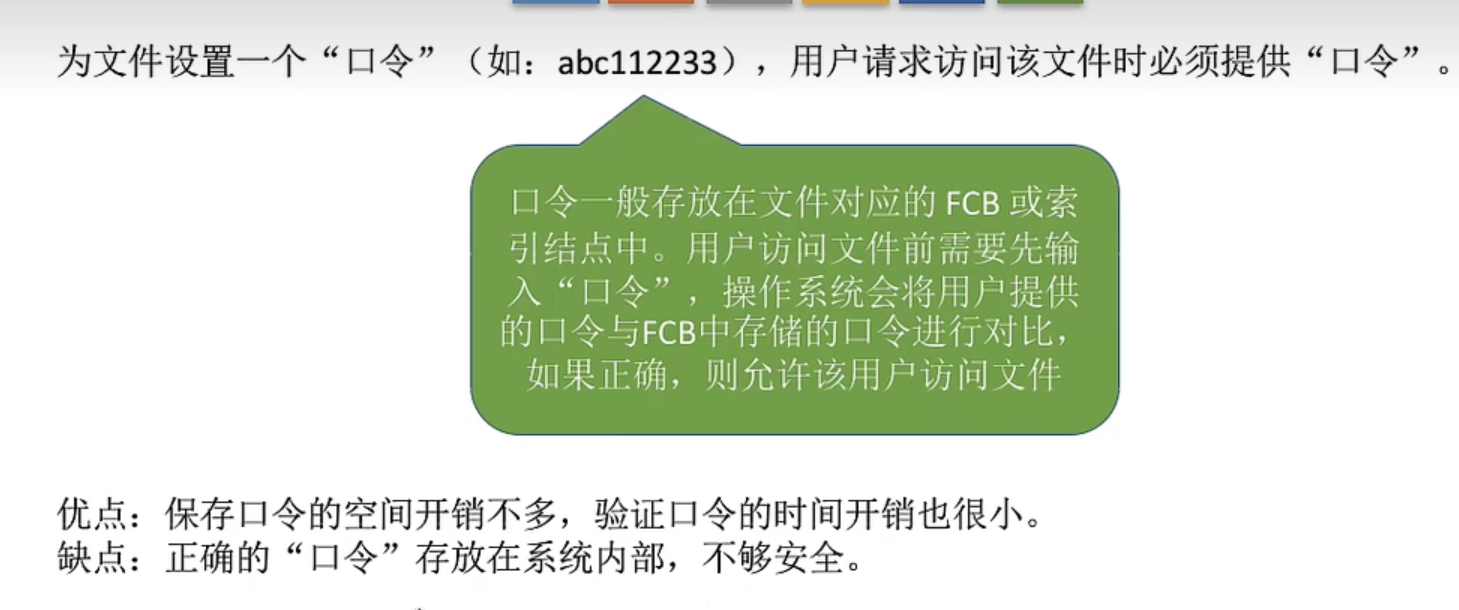 为文件设置一个“口令”（如：abc112233），用户请求访问该文件时必须提供“口令”。
口令一般存放在文件对应的 FCB 或索
引结点中。用户访问文件前需要先输
入“口令”，操作系统会将用户提供
的口令与FCB中存储的口令进行对比，
如果正确，则允许该用户访问文件
优点：保存口令的空间开销不多，验证口令的时间开销也很小。
缺点：正确的“口令”存放在系统内部，不够安全。